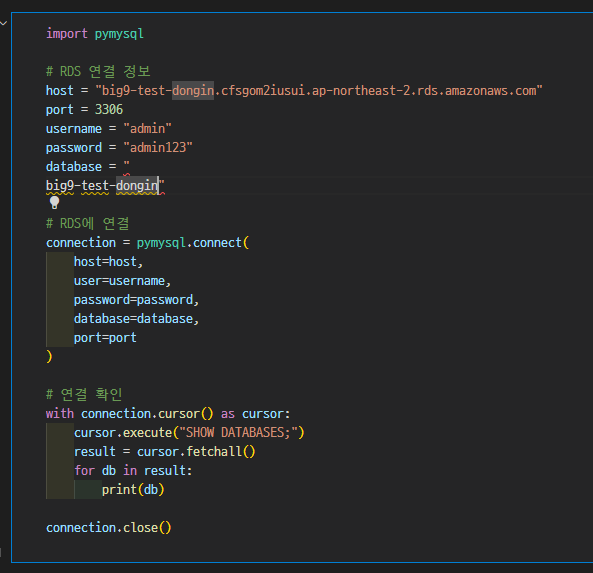 import pymysql
# RDS 연결 정보
host = "big9-test-dongin.cfsgom2iusui.ap-northeast-2.rds.amazonaws.com"
port = 3306
username = "admin"
password = "admin123"
database = "
big9-test-dongin"
# RDS에 연결
connection = pymysql.connect(
    host=host,
    user=username,
    password=password,
    database=database,
    port=port
)
# 연결 확인
with connection.cursor() as cursor:
    cursor.execute("SHOW DATABASES;")
    result = cursor.fetchall()
    for db in result:
        print(db)
connection.close()